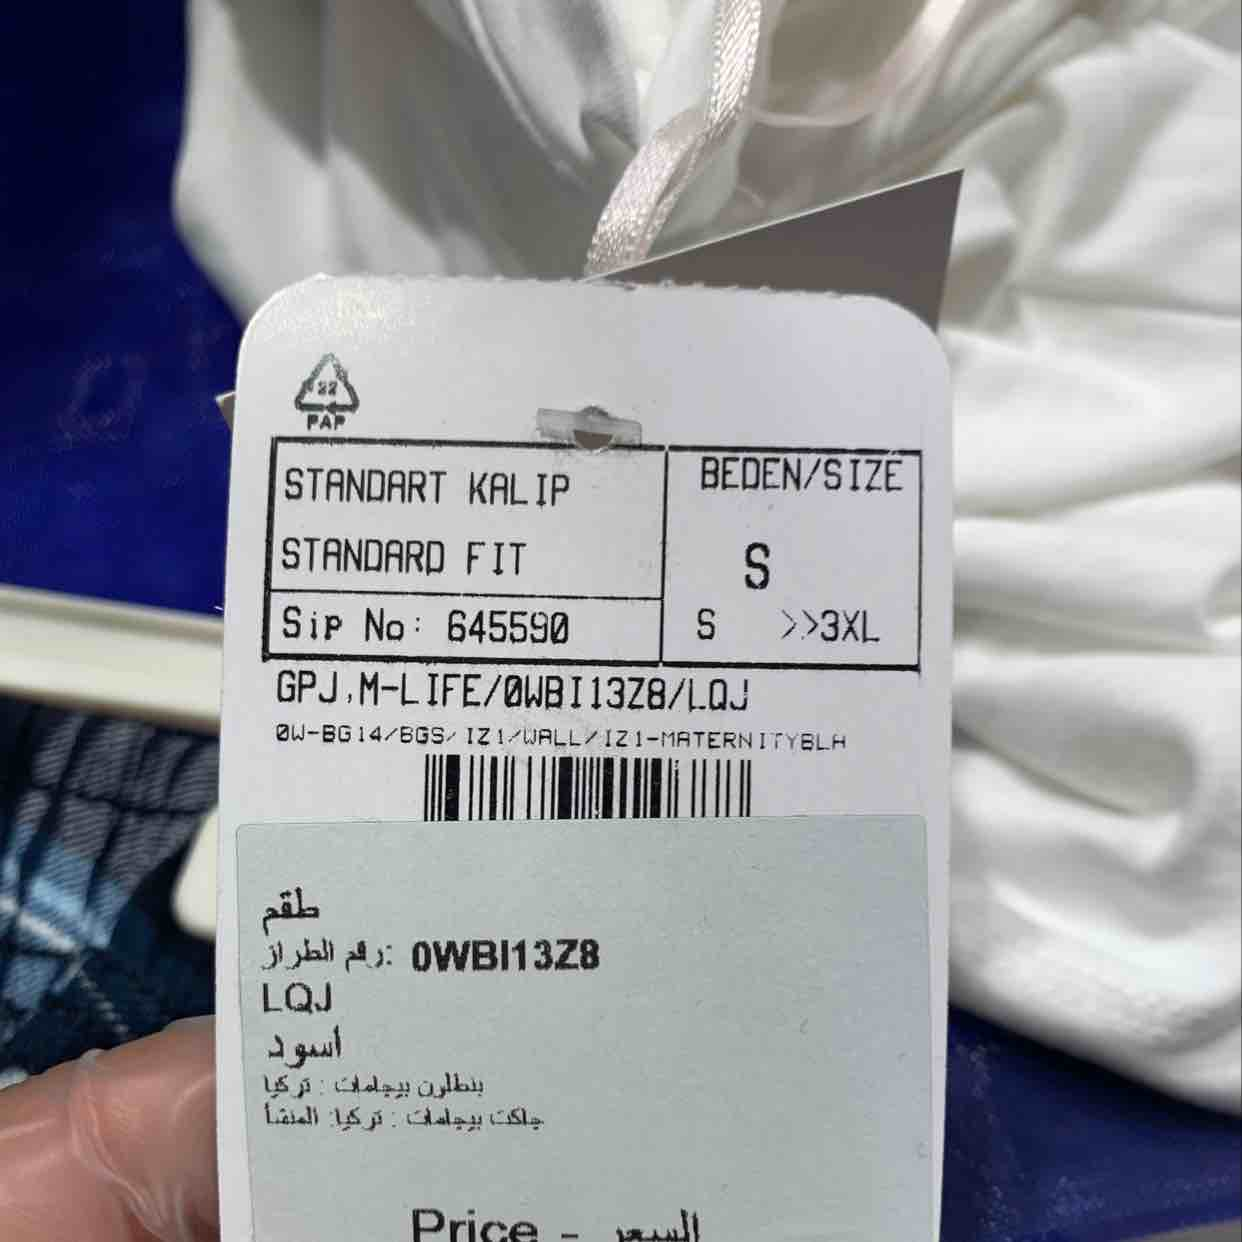 22
PAP
STANDART KALIP
STANDARD FIT
BEDEN/SIZE
S
S >>3XL
Sip No: 645590
GPJ,M-LIFE/0WBI13Z8/LQJ
0W-BG14/BGS/IZ1/WALL/IZ1-MATERNITYBLH
طقم
رقم الطراز: 0WBI13Z8
LQJ
اسود
بنطلون بيجامات : تركيا
جاكت بيجامات : تركيا: المنشأ
Price - السعر